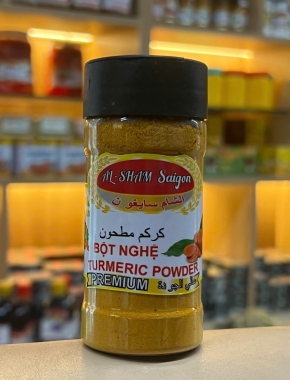 AL-SHAM Saigon
الشام سايغون
كركم مطحون
BỘT NGHỆ
TURMERIC POWDER
PREMIUM